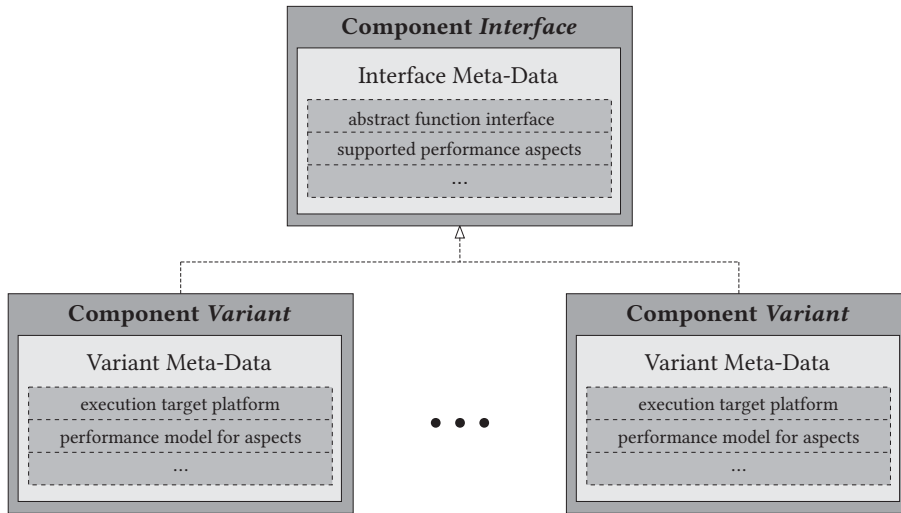 Component Interface
Interface Meta-Data
abstract function interface
supported performance aspects
...
Component Variant
Variant Meta-Data
execution target platform
performance model for aspects
...
Component Variant
Variant Meta-Data
execution target platform
performance model for aspects
...